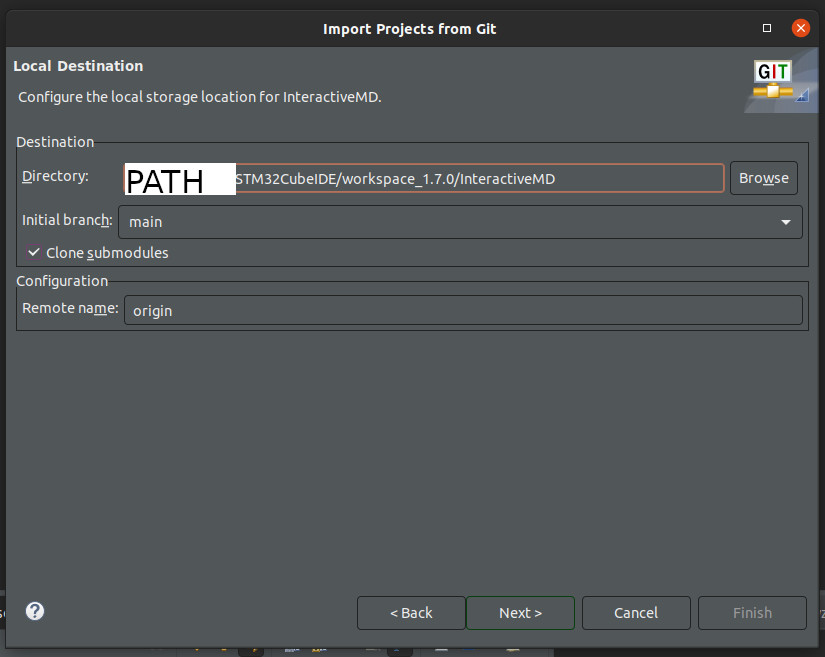 Import Projects from Git
Local Destination
Configure the local storage location for InteractiveMD.
GIT
Destination
Directory: PATH STM32CubeIDE/workspace_1.7.0/InteractiveMD Browse
Initial branch: main
Clone submodules
Configuration
Remote name: origin
? < Back Next > Cancel Finish